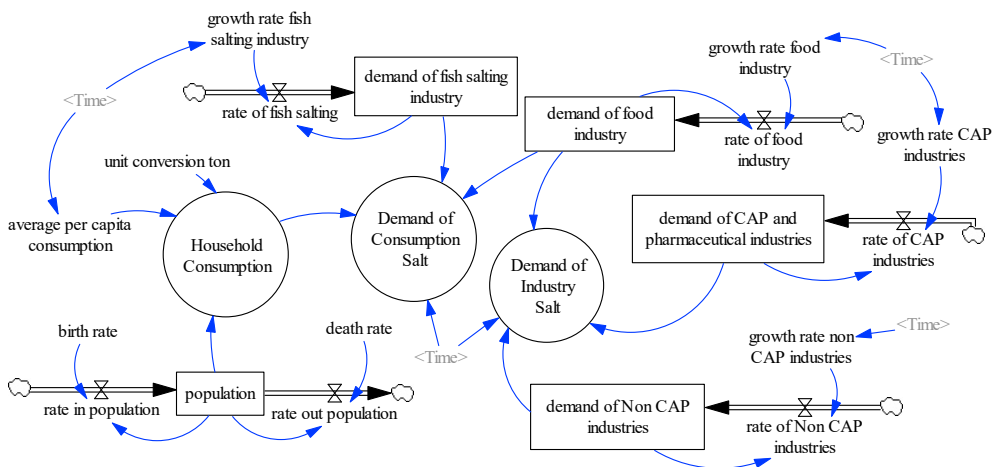 growth rate fish
salting industry
<Time>
rate of fish salting
demand of fish salting
industry
growth rate food
industry
<Time>
demand of food
industry
rate of food
industry
growth rate CAP
industries
unit conversion ton
average per capita
consumption
Household
Consumption
Demand of
Consumption
Salt
Demand of
Industry
Salt
demand of CAP and
pharmaceutical industries
rate of CAP
industries
birth rate
death rate
<Time>
growth rate non
CAP industries
<Time>
rate in population
population
rate out population
demand of Non CAP
industries
rate of Non CAP
industries